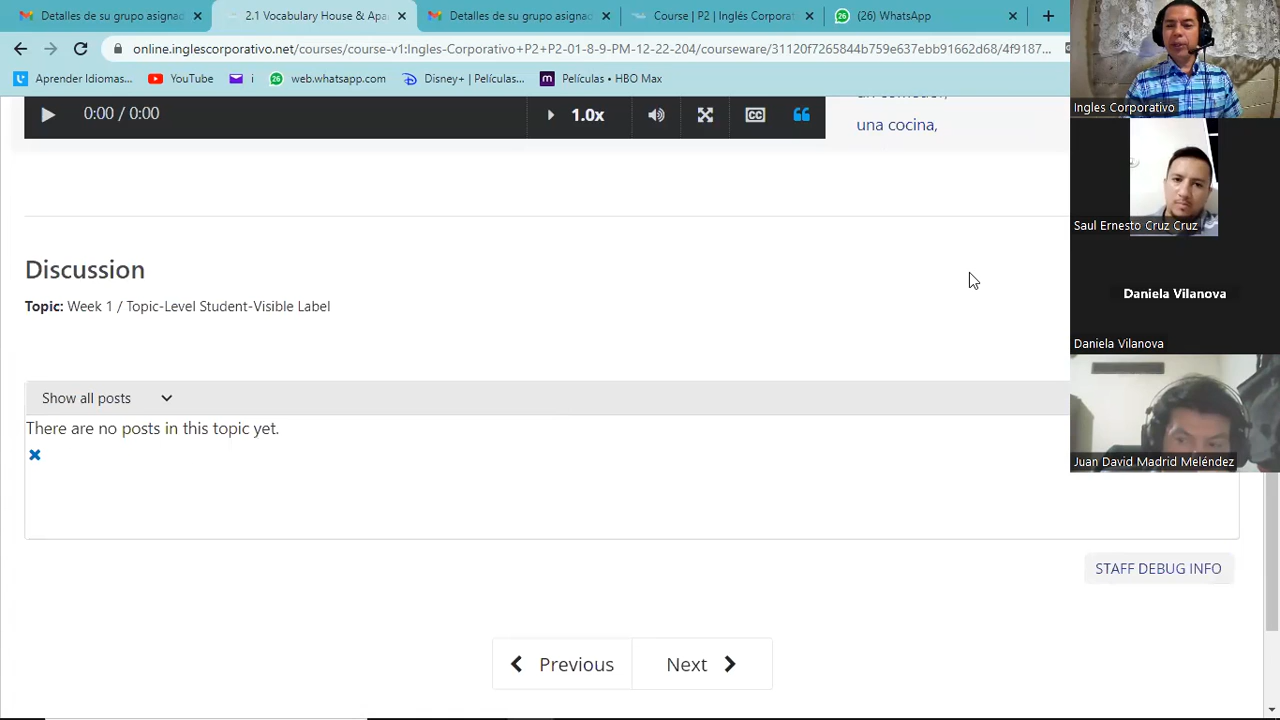 Detalles de su grupo asignad
2.1 Vocabulary House & Apa
Detalles de su grupo asignad
Course | P2 | Inglés Corporat
(26) WhatsApp
online.inglescorporativo.net/courses/course-v1:Ingles-Corporativo+P2+P2-01-8-9-PM-12-22-204/courseware/31120f7265844b759e637ebb91662d68/4f9187...
Aprender Idiomas...
YouTube
i
web.whatsapp.com
Disney+ | Películas...
Películas • HBO Max
Ingles Corporativo
0:00 / 0:00
1.0x
CC
una cocina,
Saul Ernesto Cruz Cruz
Discussion
Topic: Week 1 / Topic-Level Student-Visible Label
Daniela Vilanova
Daniela Vilanova
Show all posts
There are no posts in this topic yet.
Juan David Madrid Meléndez
STAFF DEBUG INFO
Previous
Next